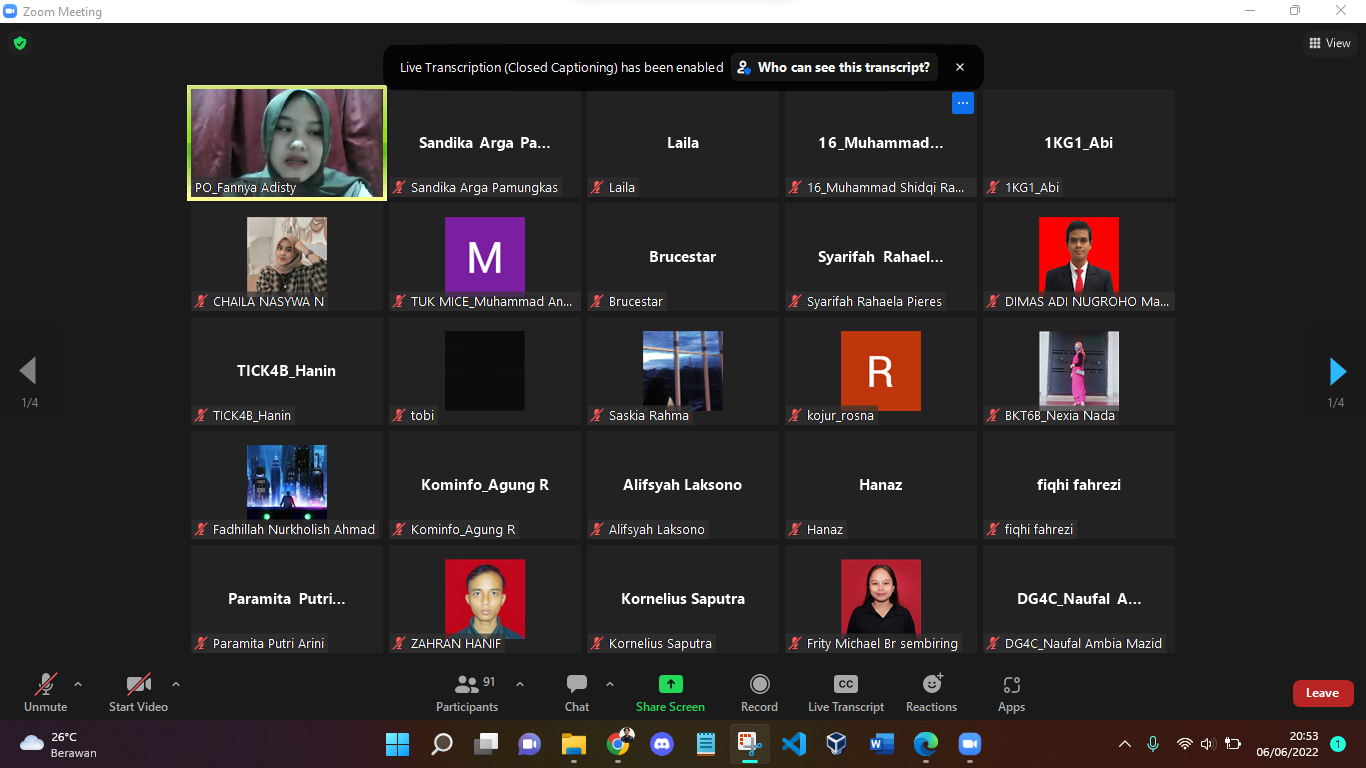 Zoom Meeting
View
Live Transcription (Closed Captioning) has been enabled Who can see this transcript?
PO_Fannya Adisty
Sandika Arga Pa...
Sandika Arga Pamungkas
Laila
Laila
16_Muhammad...
16_Muhammad Shidqi Ra...
1KG1_Abi
1KG1_Abi
CHAILA NASYWA N
M
TUK MICE_Muhammad An...
Brucestar
Brucestar
Syarifah Rahael...
Syarifah Rahaela Pieres
DIMAS ADI NUGROHO Ma...
TICK4B_Hanin
TICK4B_Hanin
tobi
Saskia Rahma
R
kojur_rosna
BKT6B_Nexia Nada
1/4
1/4
Fadhillah Nurkholish Ahmad
Kominfo_Agung R
Kominfo_Agung R
Alifsyah Laksono
Alifsyah Laksono
Hanaz
Hanaz
fiqhi fahrezi
fiqhi fahrezi
Paramita Putri...
Paramita Putri Arini
ZAHRAN HANIF
Kornelius Saputra
Kornelius Saputra
Frity Michael Br sembiring
DG4C_Naufal A...
DG4C_Naufal Ambia Mazid
Unmute
Start Video
91
Participants
Chat
Share Screen
Record
CC
Live Transcript
Reactions
Apps
Leave
26°C
Berawan
20:53
06/06/2022
1